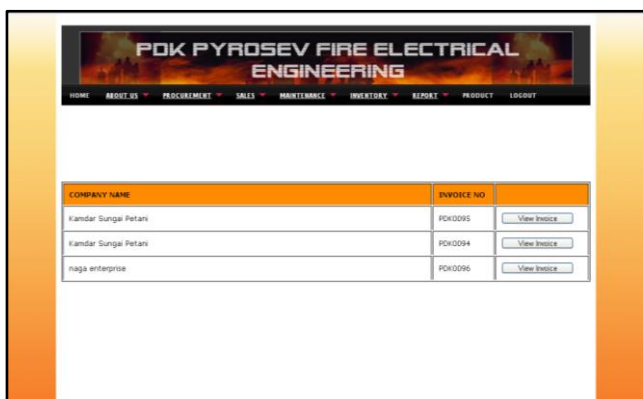 PDK PYROSEV FIRE ELECTRICAL
ENGINEERING
HOME ABOUT US PROCUREMENT SALES MAINTENANCE INVENTORY REPORT PRODUCT LOGOUT
COMPANY NAME INVOICE NO
Kamdar Sungai Petani PDK0095 View Invoice
Kamdar Sungai Petani PDK0094 View Invoice
naga enterprise PDK0096 View Invoice